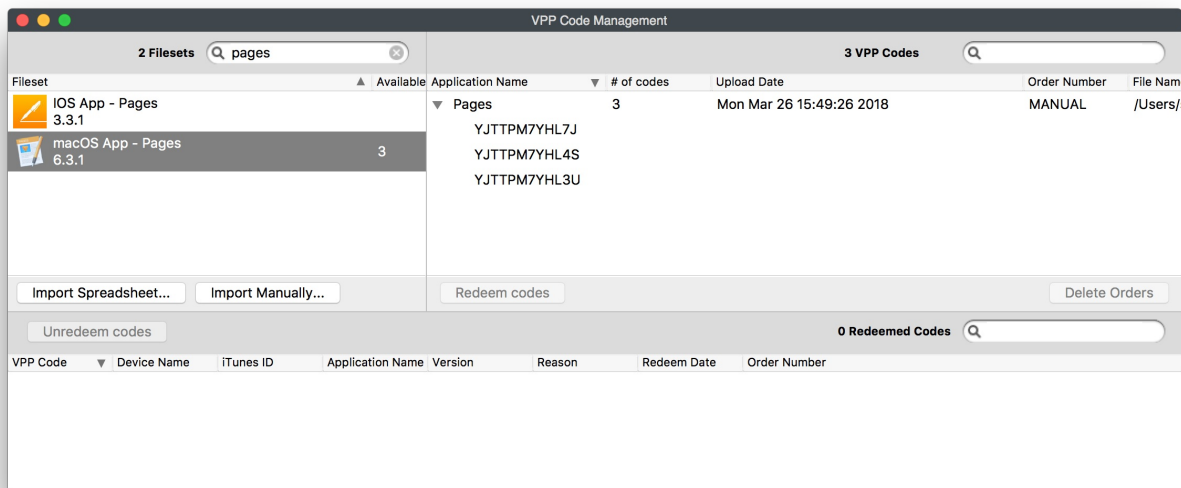 VPP Code Management
2 Filesets pages
3 VPP Codes
Fileset Available
IOS App - Pages
3.3.1
macOS App - Pages
6.3.1
3
Application Name # of codes Upload Date Order Number File Nam
Pages 3 Mon Mar 26 15:49:26 2018 MANUAL /Users/
YJTTPM7YHL7J
YJTTPM7YHL4S
YJTTPM7YHL3U
Import Spreadsheet... Import Manually...
Redeem codes Delete Orders
Unredeem codes 0 Redeemed Codes
VPP Code Device Name iTunes ID Application Name Version Reason Redeem Date Order Number